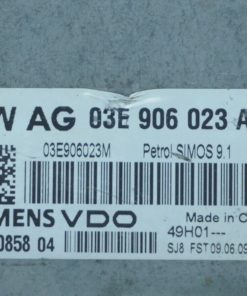 W AG 03E 906 023 A
03E906023M Petrol SIMOS 9.1
MENS VDO Made in C
49H01---
0858 04 SJ8 FST 09.06.09